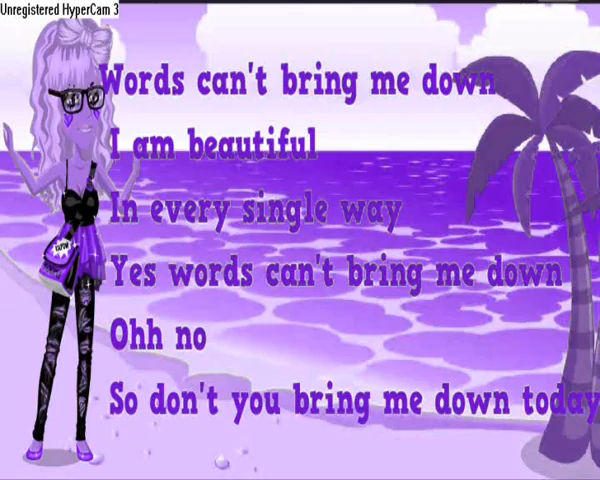 Unregistered HyperCam 3
Words can't bring me down
I am beautiful
In every single way
Yes words can't bring me down
Ohh no
So don't you bring me down today